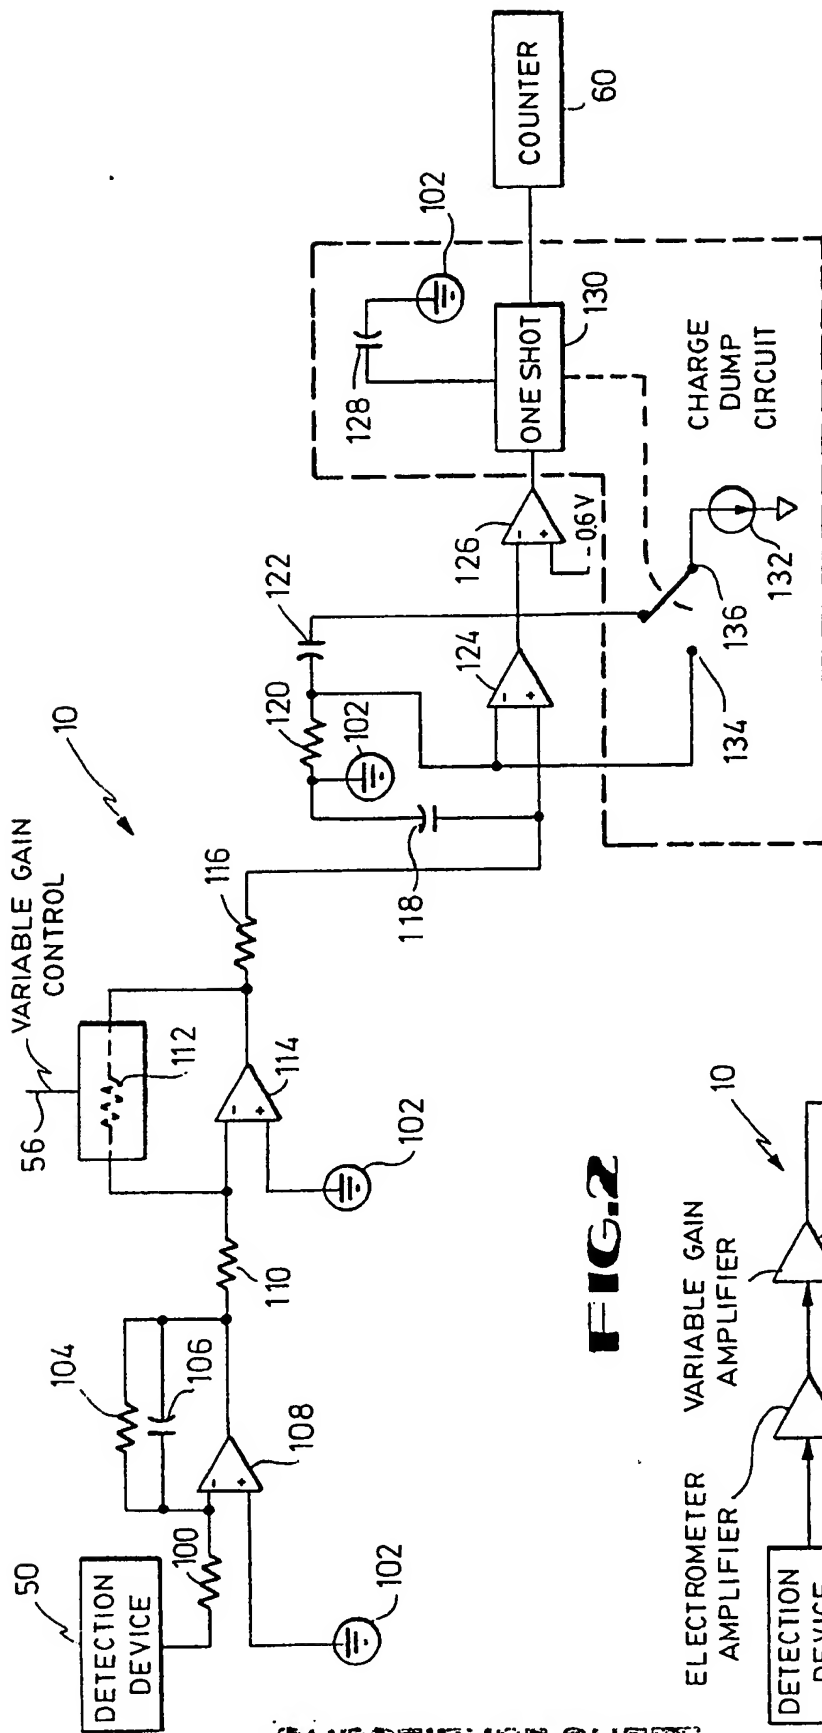 50
DETECTION
DEVICE
100
102
104
106
108
110
56
VARIABLE GAIN
CONTROL
112
114
102
10
116
118
120
102
122
124
126
- 0.6 V
128
102
ONE SHOT
130
COUNTER
60
134
136
132
CHARGE
DUMP
CIRCUIT
FIG.2
ELECTROMETER
AMPLIFIER
VARIABLE GAIN
AMPLIFIER
10
DETECTION